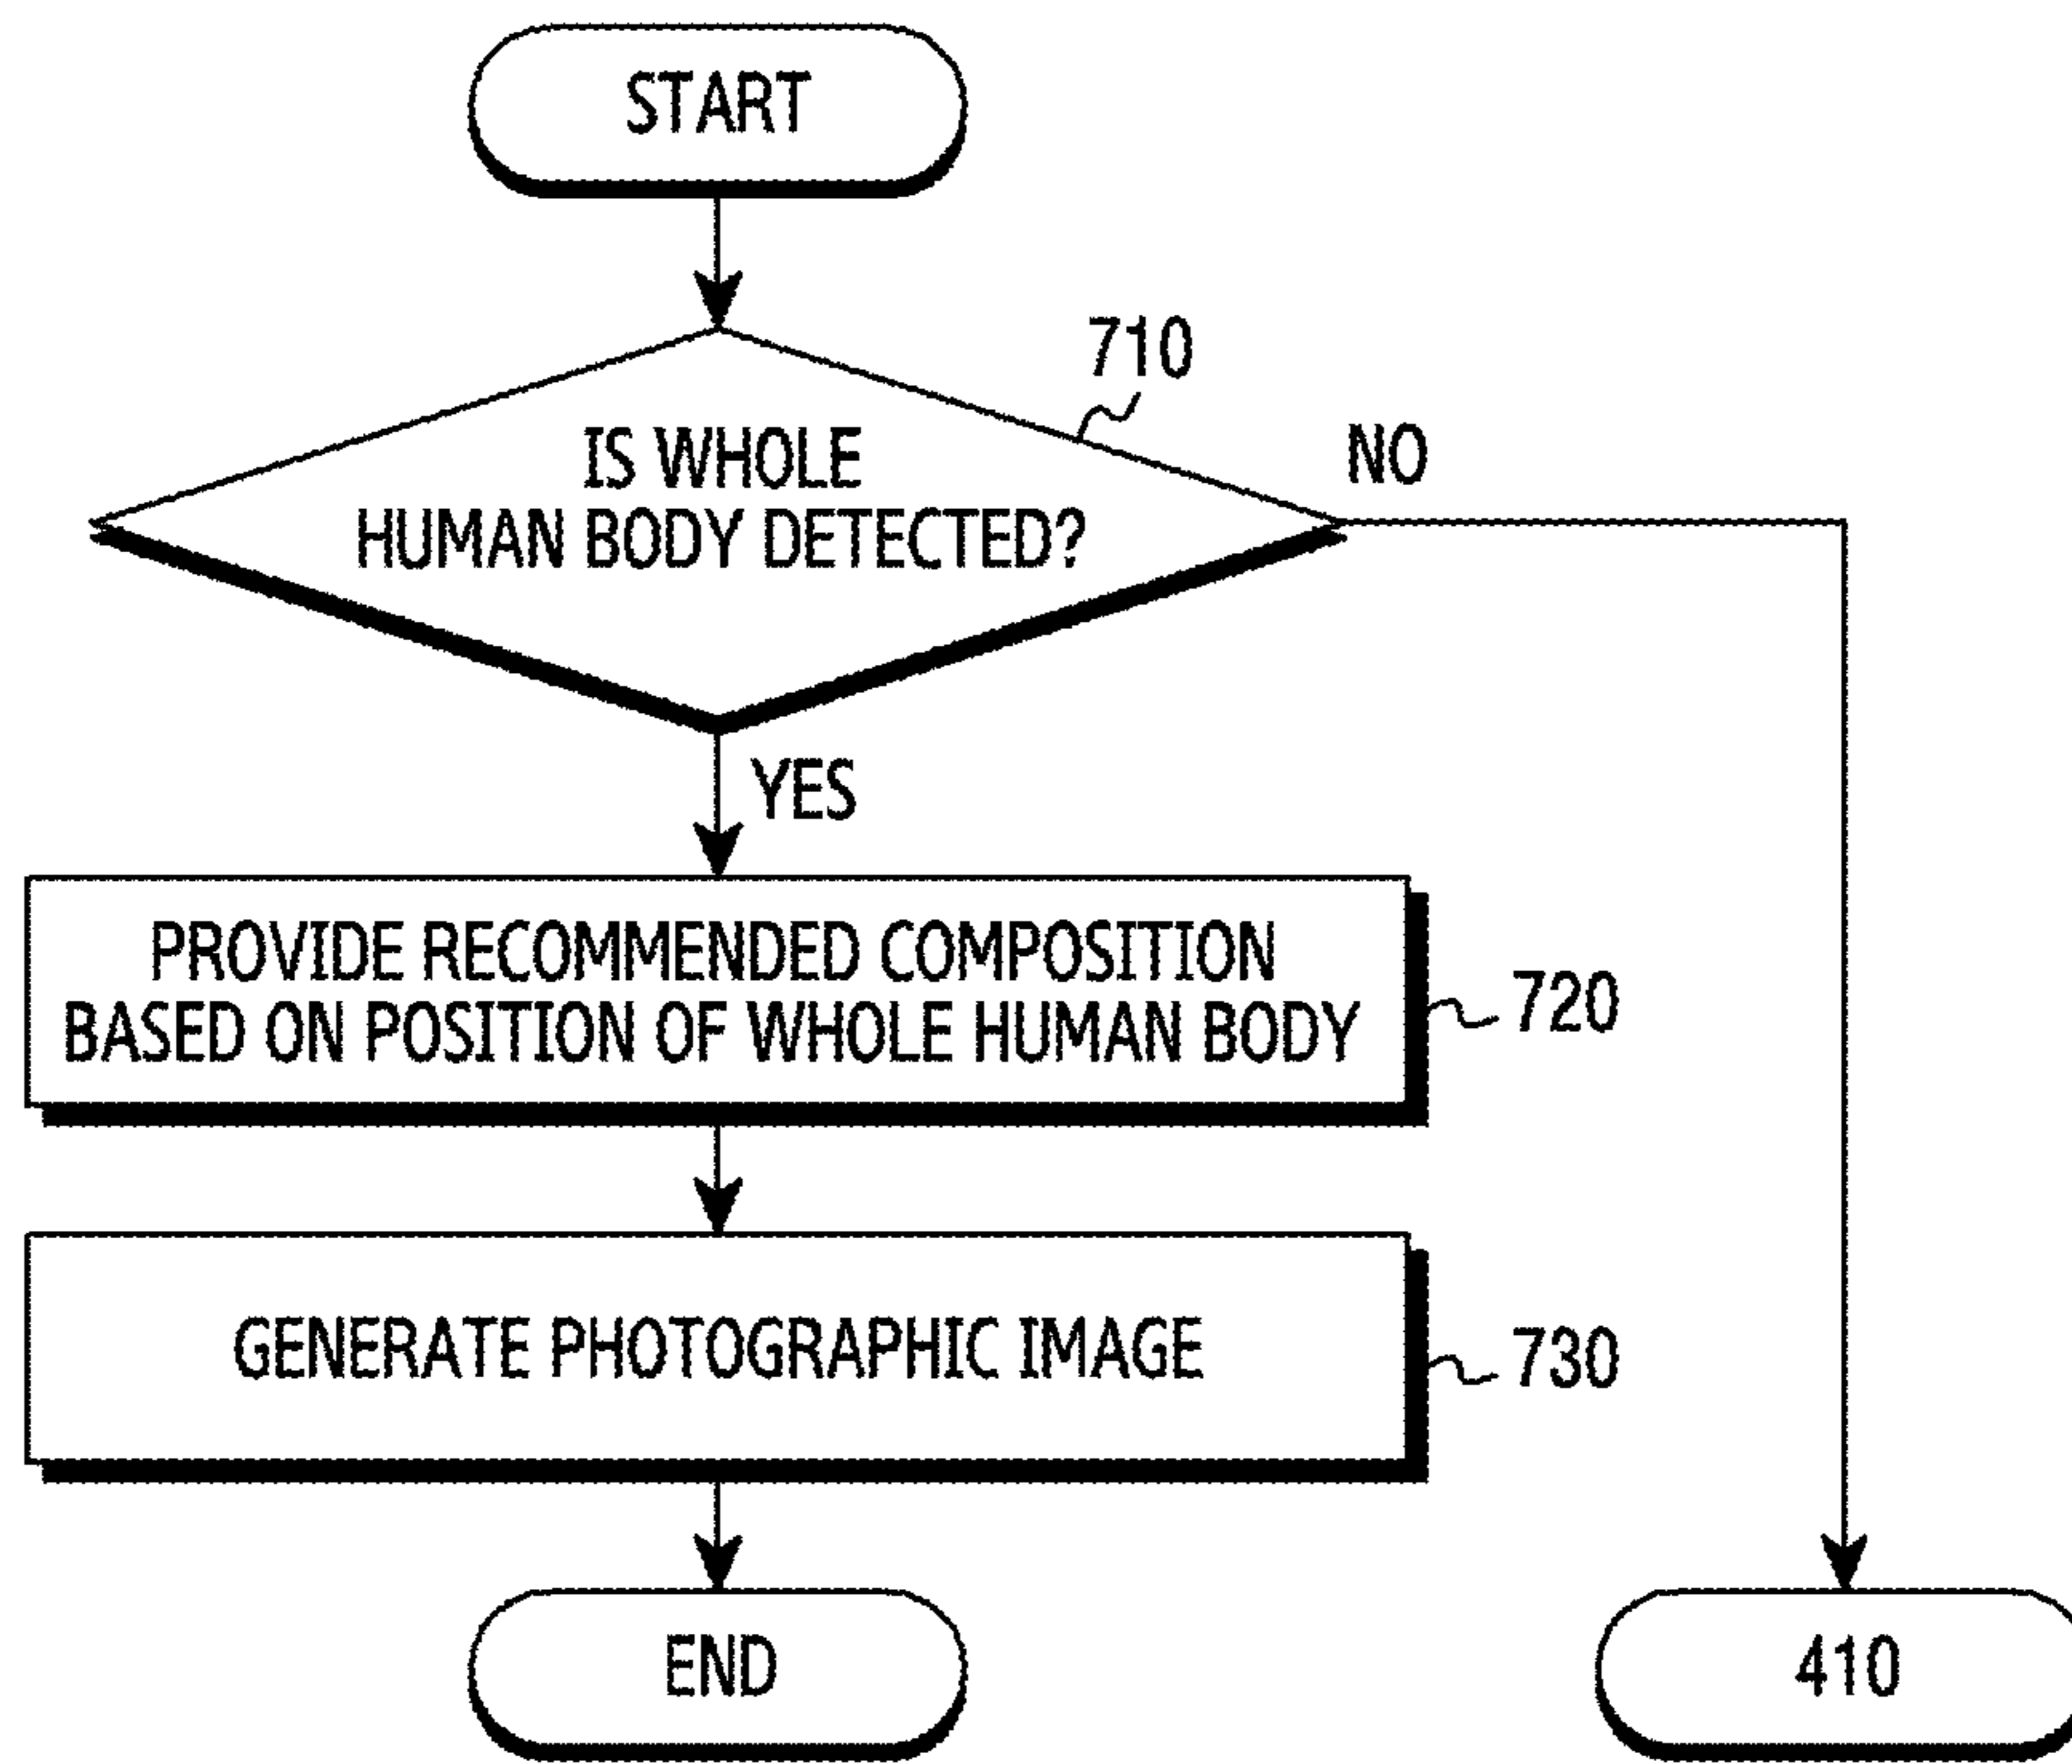 START
710
IS WHOLE
HUMAN BODY DETECTED?
NO
YES
PROVIDE RECOMMENDED COMPOSITION
BASED ON POSITION OF WHOLE HUMAN BODY
720
GENERATE PHOTOGRAPHIC IMAGE
730
END
410